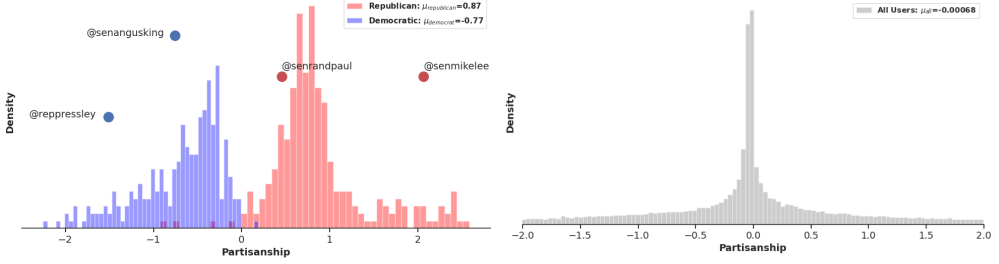 Republican: μrepublican=0.87
Democratic: μdemocrat=-0.77
@senangusking
@senrandpaul
@senmikelee
@reppressley
Density
−2 −1 0 1 2
Partisanship
All Users: μall=-0.00068
Density
−2.0 −1.5 −1.0 −0.5 0.0 0.5 1.0 1.5 2.0
Partisanship